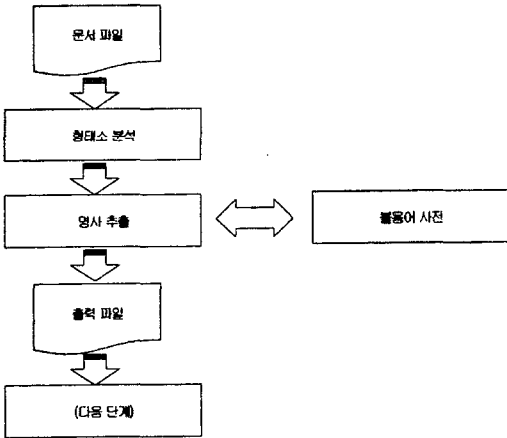 문서 파일
형태소 분석
명사 추출
불용어 사전
출력 파일
(다음 단계)